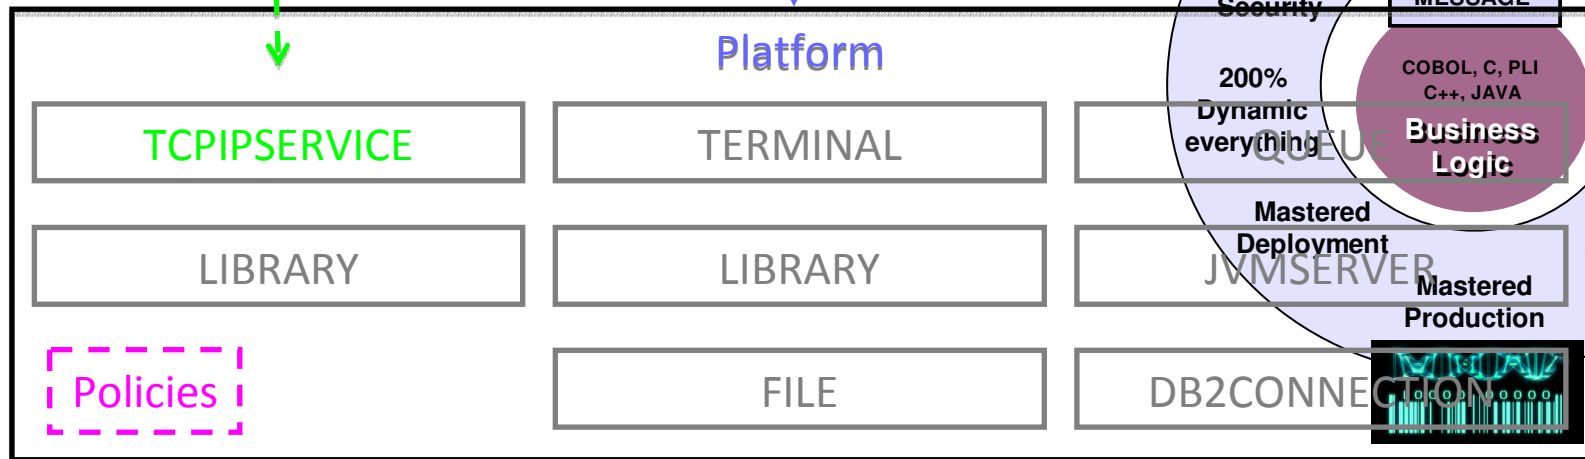 Security
MESSAGE
Platform
200%
Dynamic
everything
COBOL, C, PLI
C++, JAVA
Business
Logic
TCPIPSERVICE
TERMINAL
QUEUE
Mastered
Deployment
LIBRARY
LIBRARY
JVMSERVER
Mastered
Production
Policies
FILE
DB2CONNECTION